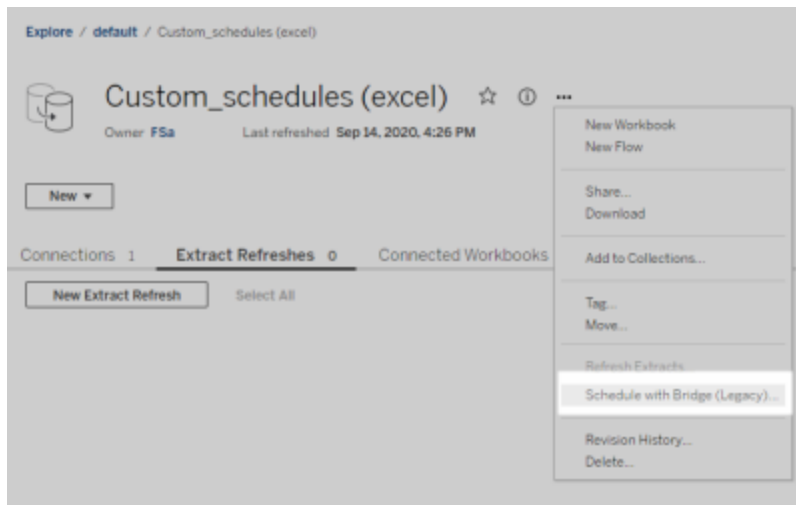 Explore / default / Custom_schedules (excel)
Custom_schedules (excel)
Owner FSa Last refreshed Sep 14, 2020, 4:26 PM
New
Connections 1 Extract Refreshes 0 Connected Workbooks
New Extract Refresh Select All
New Workbook
New Flow
Share...
Download
Add to Collections...
Tag...
Move...
Refresh Extracts...
Schedule with Bridge (Legacy)...
Revision History...
Delete...